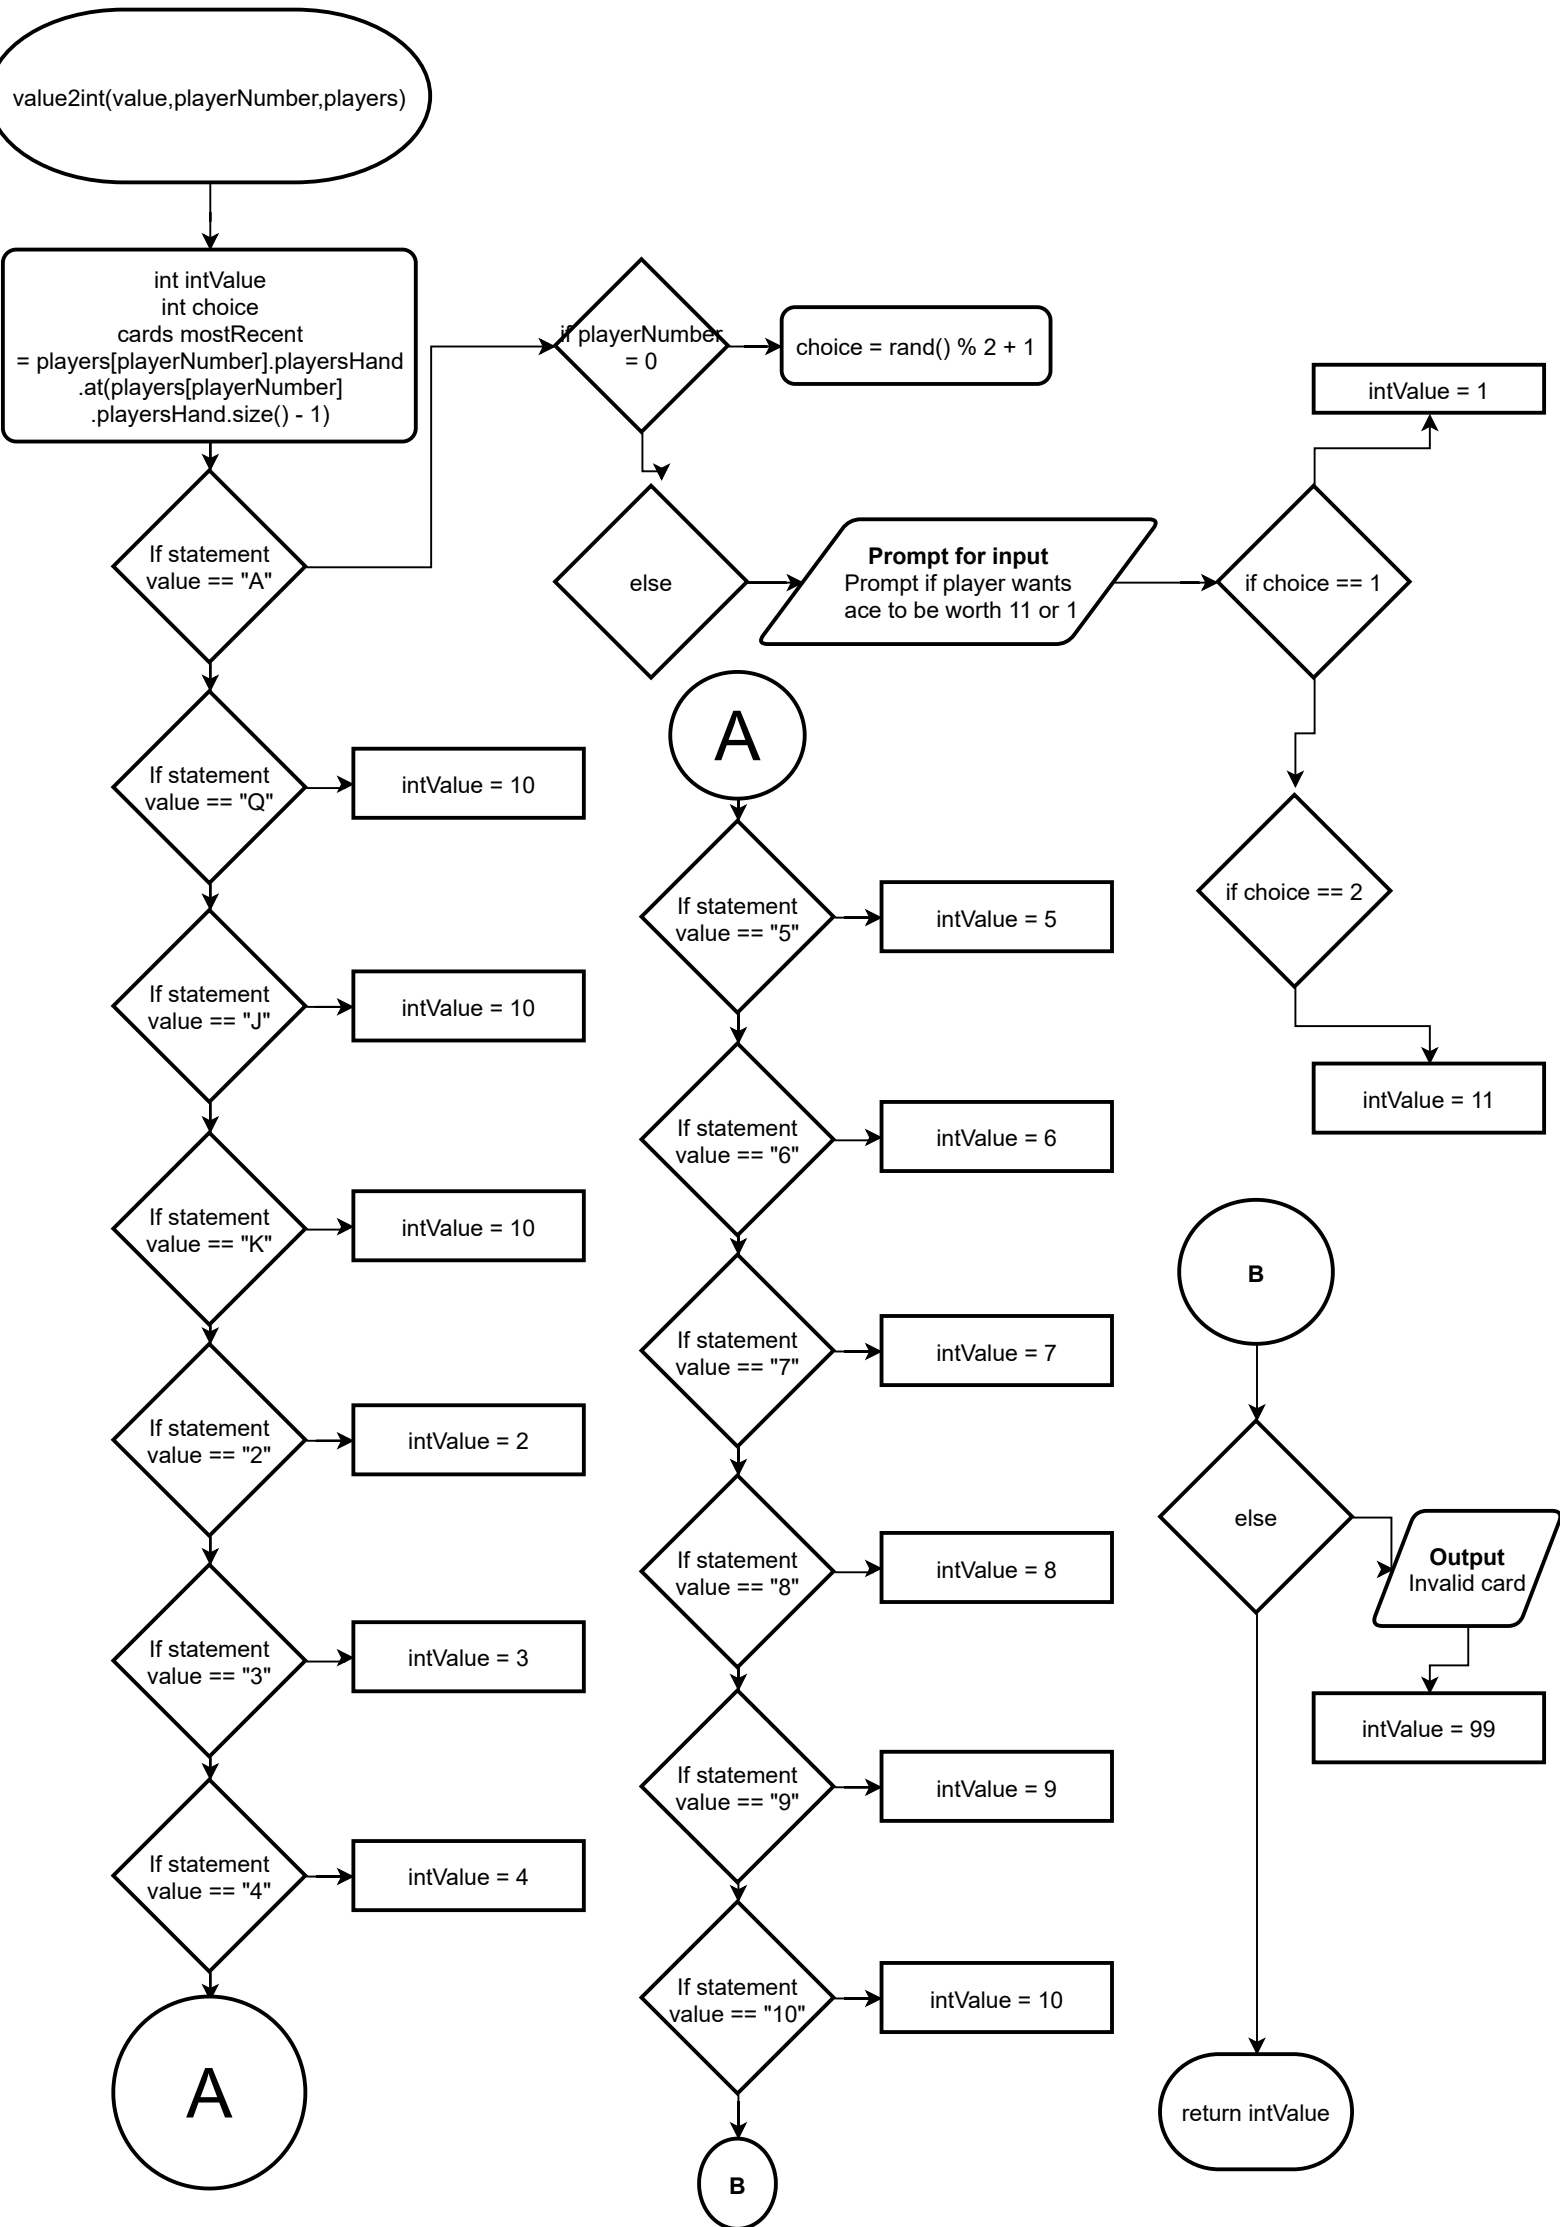 value2int(value,playerNumber,players)
int intValue
int choice
cards mostRecent
= players[playerNumber].playersHand
.at(players[playerNumber]
.playersHand.size() - 1)
If statement
value == "A"
if playerNumber
= 0
choice = rand() % 2 + 1
else
Prompt for input
Prompt if player wants
ace to be worth 11 or 1
if choice == 1
intValue = 1
if choice == 2
intValue = 11
If statement
value == "Q"
intValue = 10
If statement
value == "J"
intValue = 10
If statement
value == "K"
intValue = 10
If statement
value == "2"
intValue = 2
If statement
value == "3"
intValue = 3
If statement
value == "4"
intValue = 4
A
A
If statement
value == "5"
intValue = 5
If statement
value == "6"
intValue = 6
If statement
value == "7"
intValue = 7
If statement
value == "8"
intValue = 8
If statement
value == "9"
intValue = 9
If statement
value == "10"
intValue = 10
B
B
else
Output
Invalid card
intValue = 99
return intValue